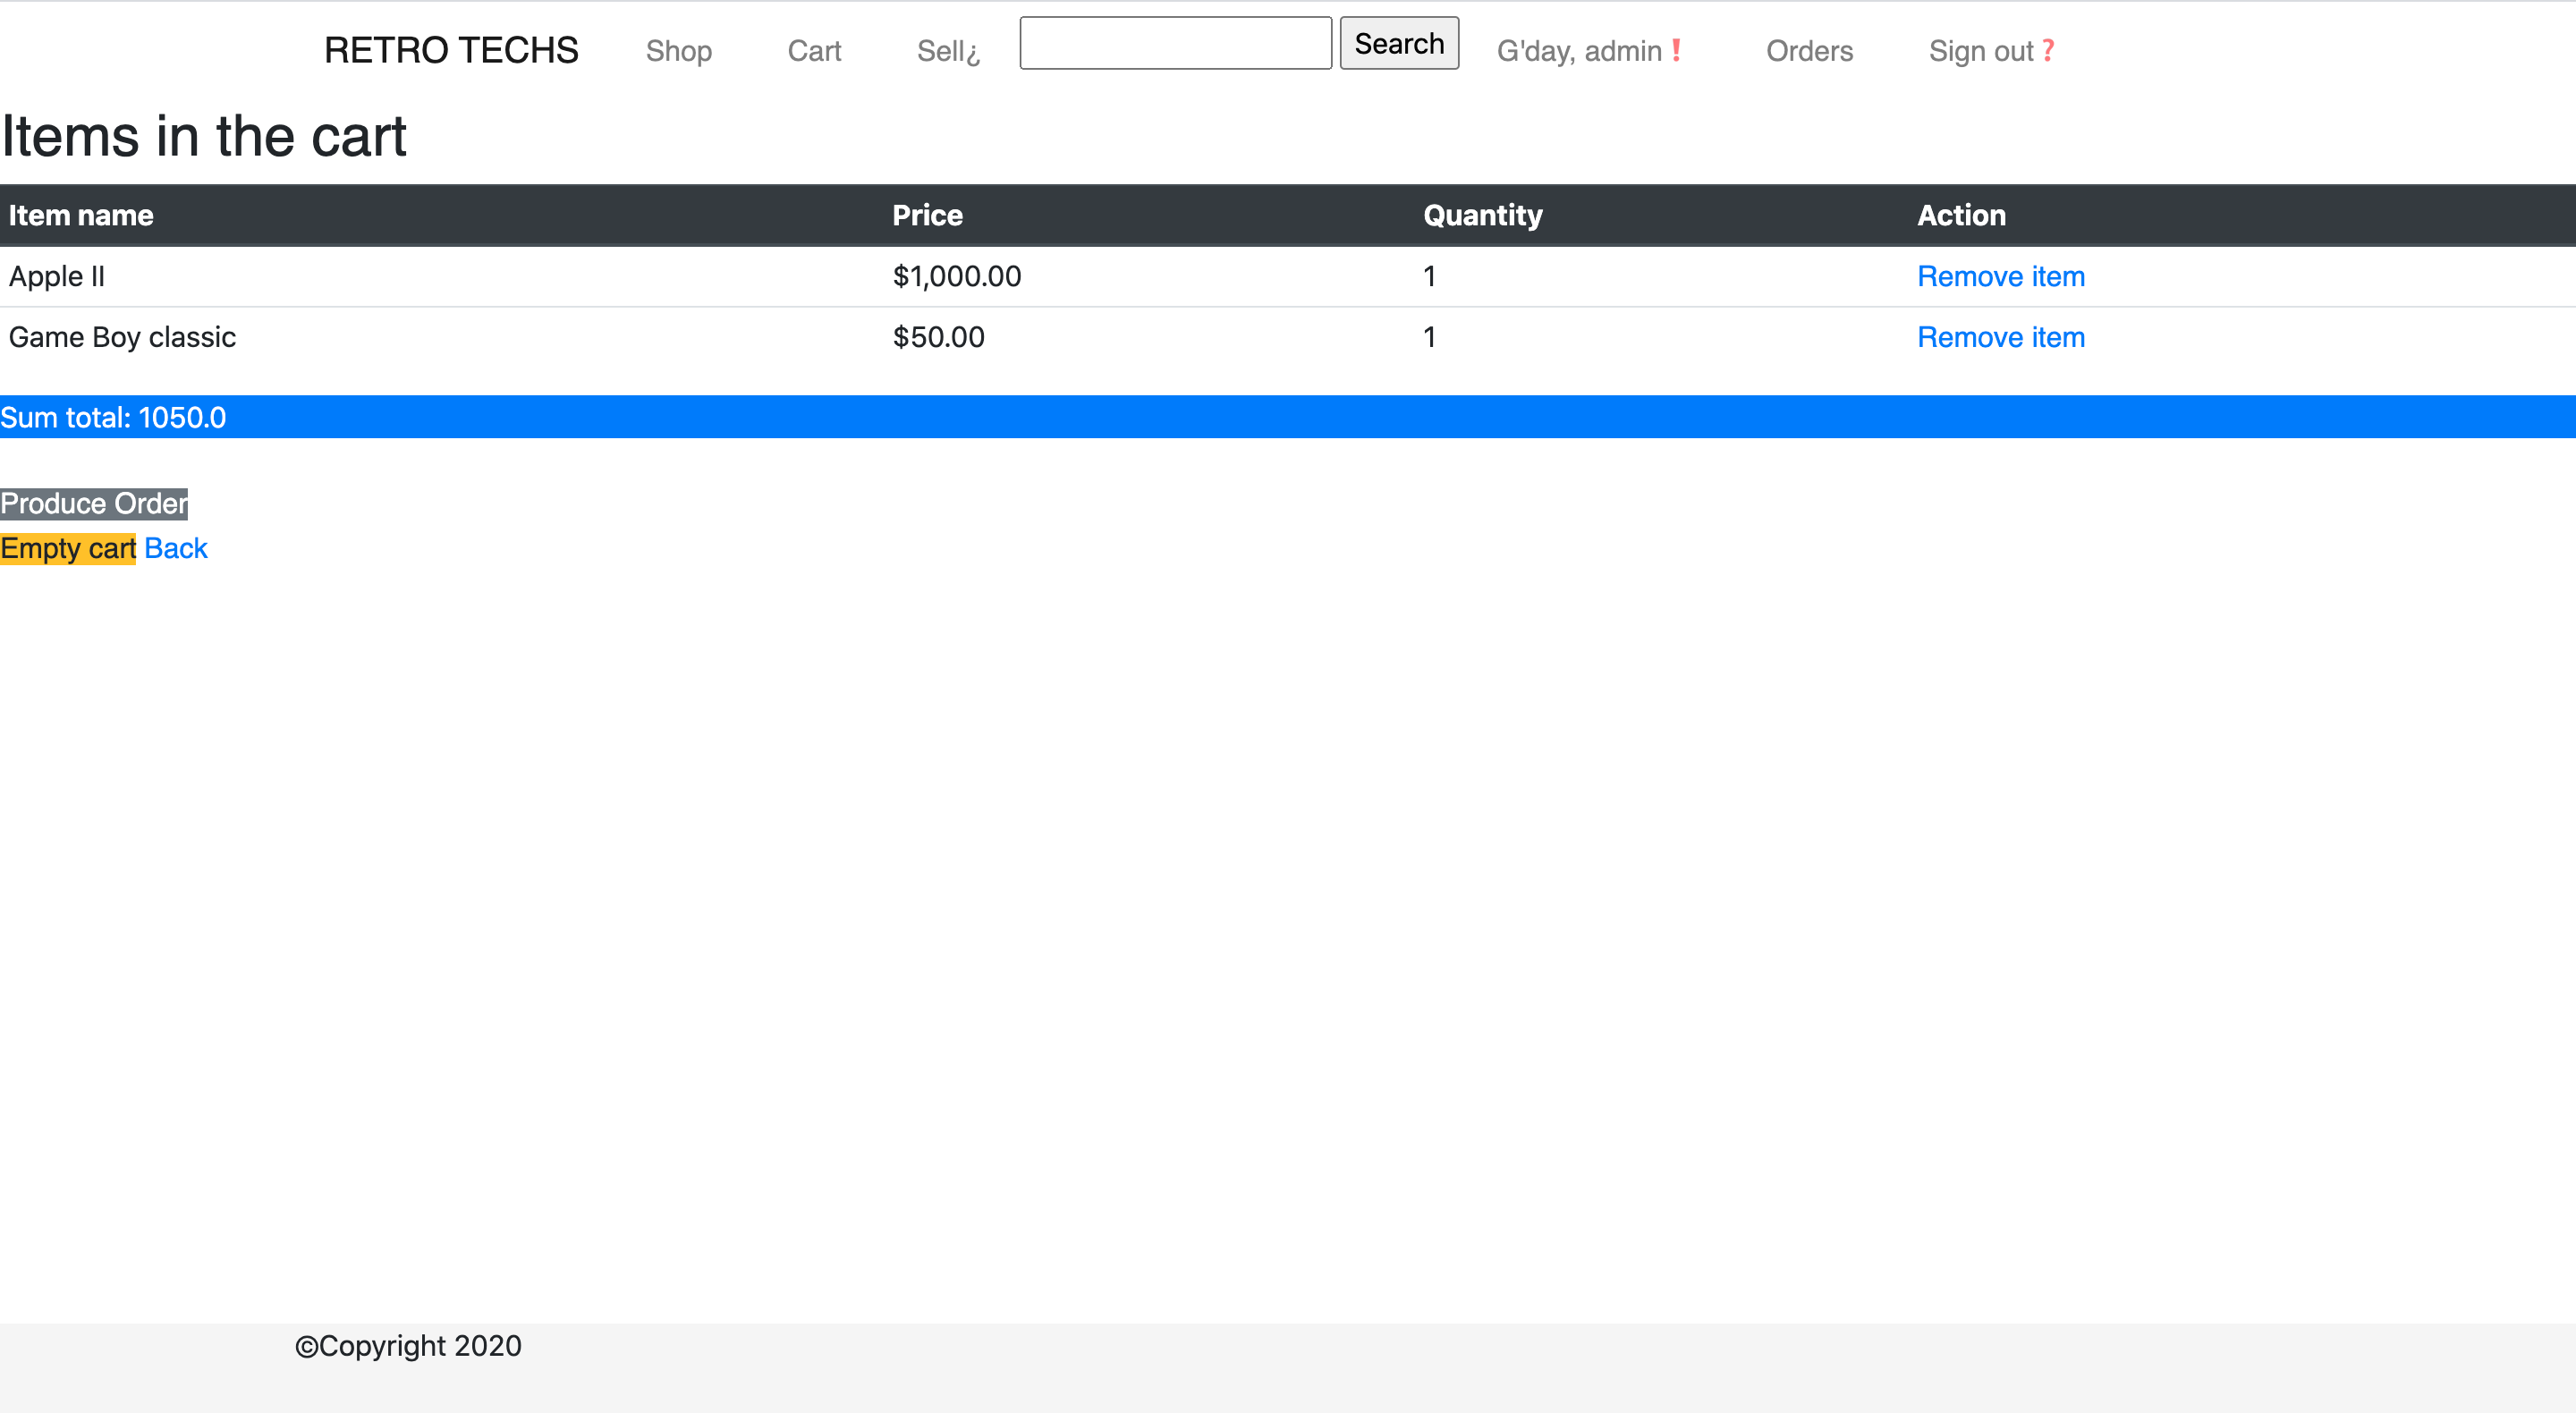 RETRO TECHS Shop Cart Sell¿ Search G'day, admin❗ Orders Sign out❓
Items in the cart
Item name Price Quantity Action
Apple II $1,000.00 1 Remove item
Game Boy classic $50.00 1 Remove item
Sum total: 1050.0
Produce Order
Empty cart Back
©Copyright 2020